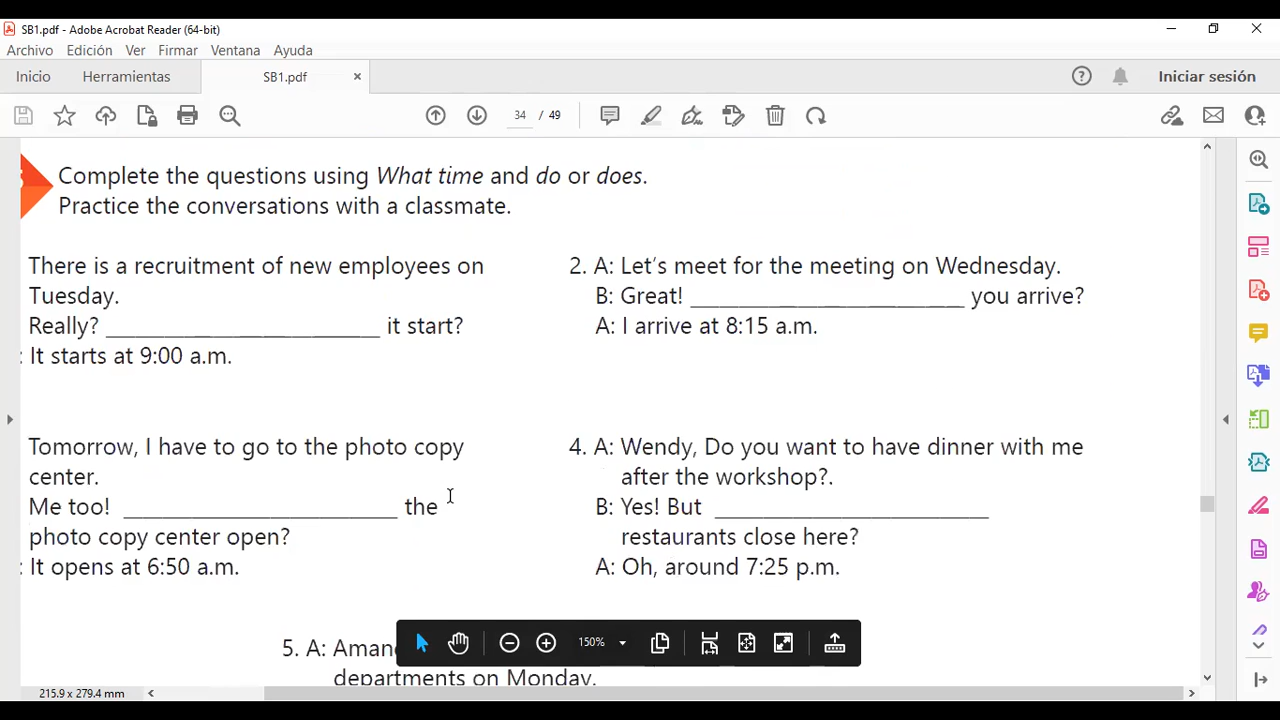 SB1.pdf - Adobe Acrobat Reader (64-bit)
Archivo Edición Ver Firmar Ventana Ayuda
Inicio Herramientas SB1.pdf × Iniciar sesión
34 / 49
Complete the questions using What time and do or does.
Practice the conversations with a classmate.
There is a recruitment of new employees on
Tuesday.
Really? ____________________ it start?
: It starts at 9:00 a.m.
2. A: Let's meet for the meeting on Wednesday.
B: Great! ____________________ you arrive?
A: I arrive at 8:15 a.m.
Tomorrow, I have to go to the photo copy
center.
Me too! ____________________ the
photo copy center open?
: It opens at 6:50 a.m.
4. A: Wendy, Do you want to have dinner with me
after the workshop?.
B: Yes! But ____________________
restaurants close here?
A: Oh, around 7:25 p.m.
5. A: Aman
departments on Monday.
150%
215.9 x 279.4 mm